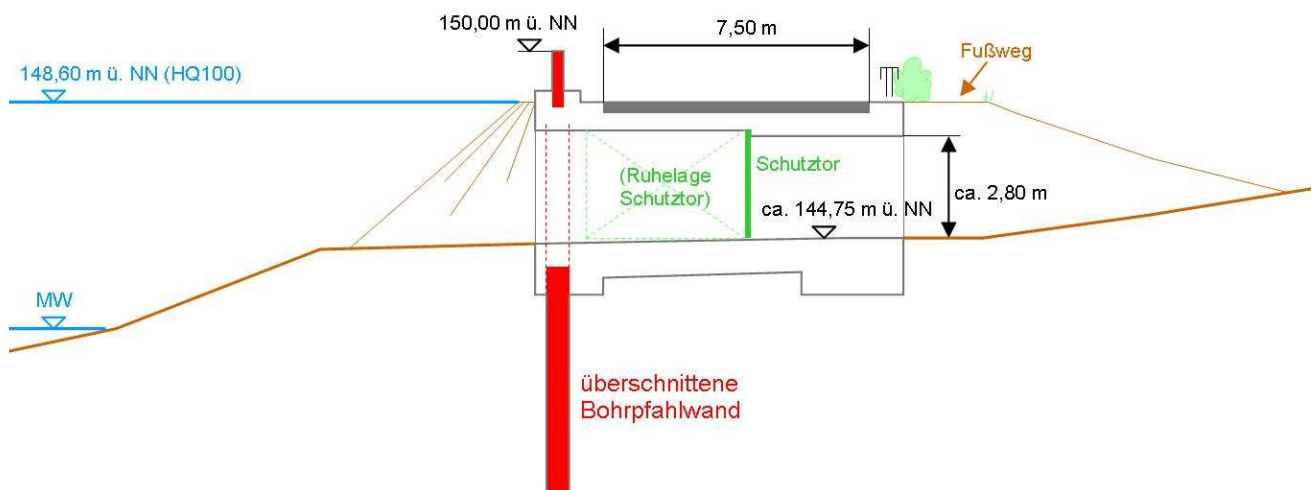 150,00 m ü. NN
7,50 m
Fußweg
148,60 m ü. NN (HQ100)
(Ruhelage
Schutztor)
Schutztor
ca. 2,80 m
ca. 144,75 m ü. NN
MW
überschnittene
Bohrpfahlwand